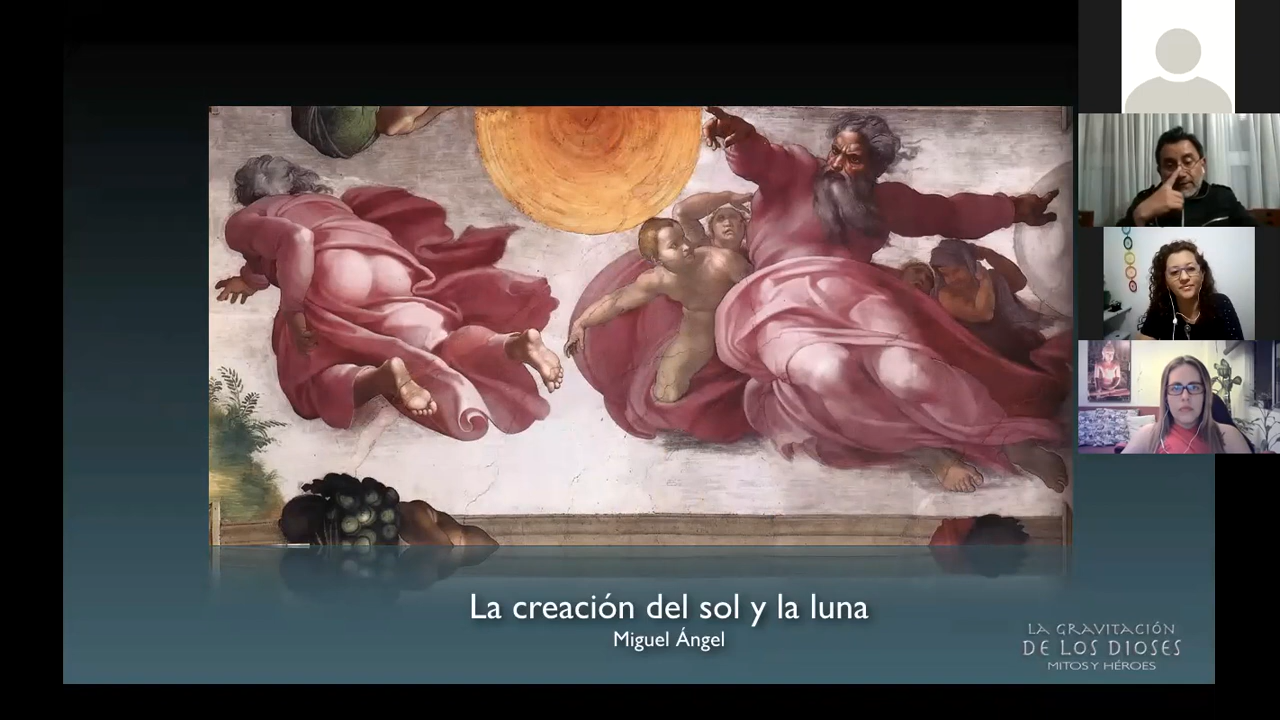 La creación del sol y la luna
Miguel Ángel
LA GRAVITACIÓN
DE LOS DIOSES
MITOS Y HÉROES